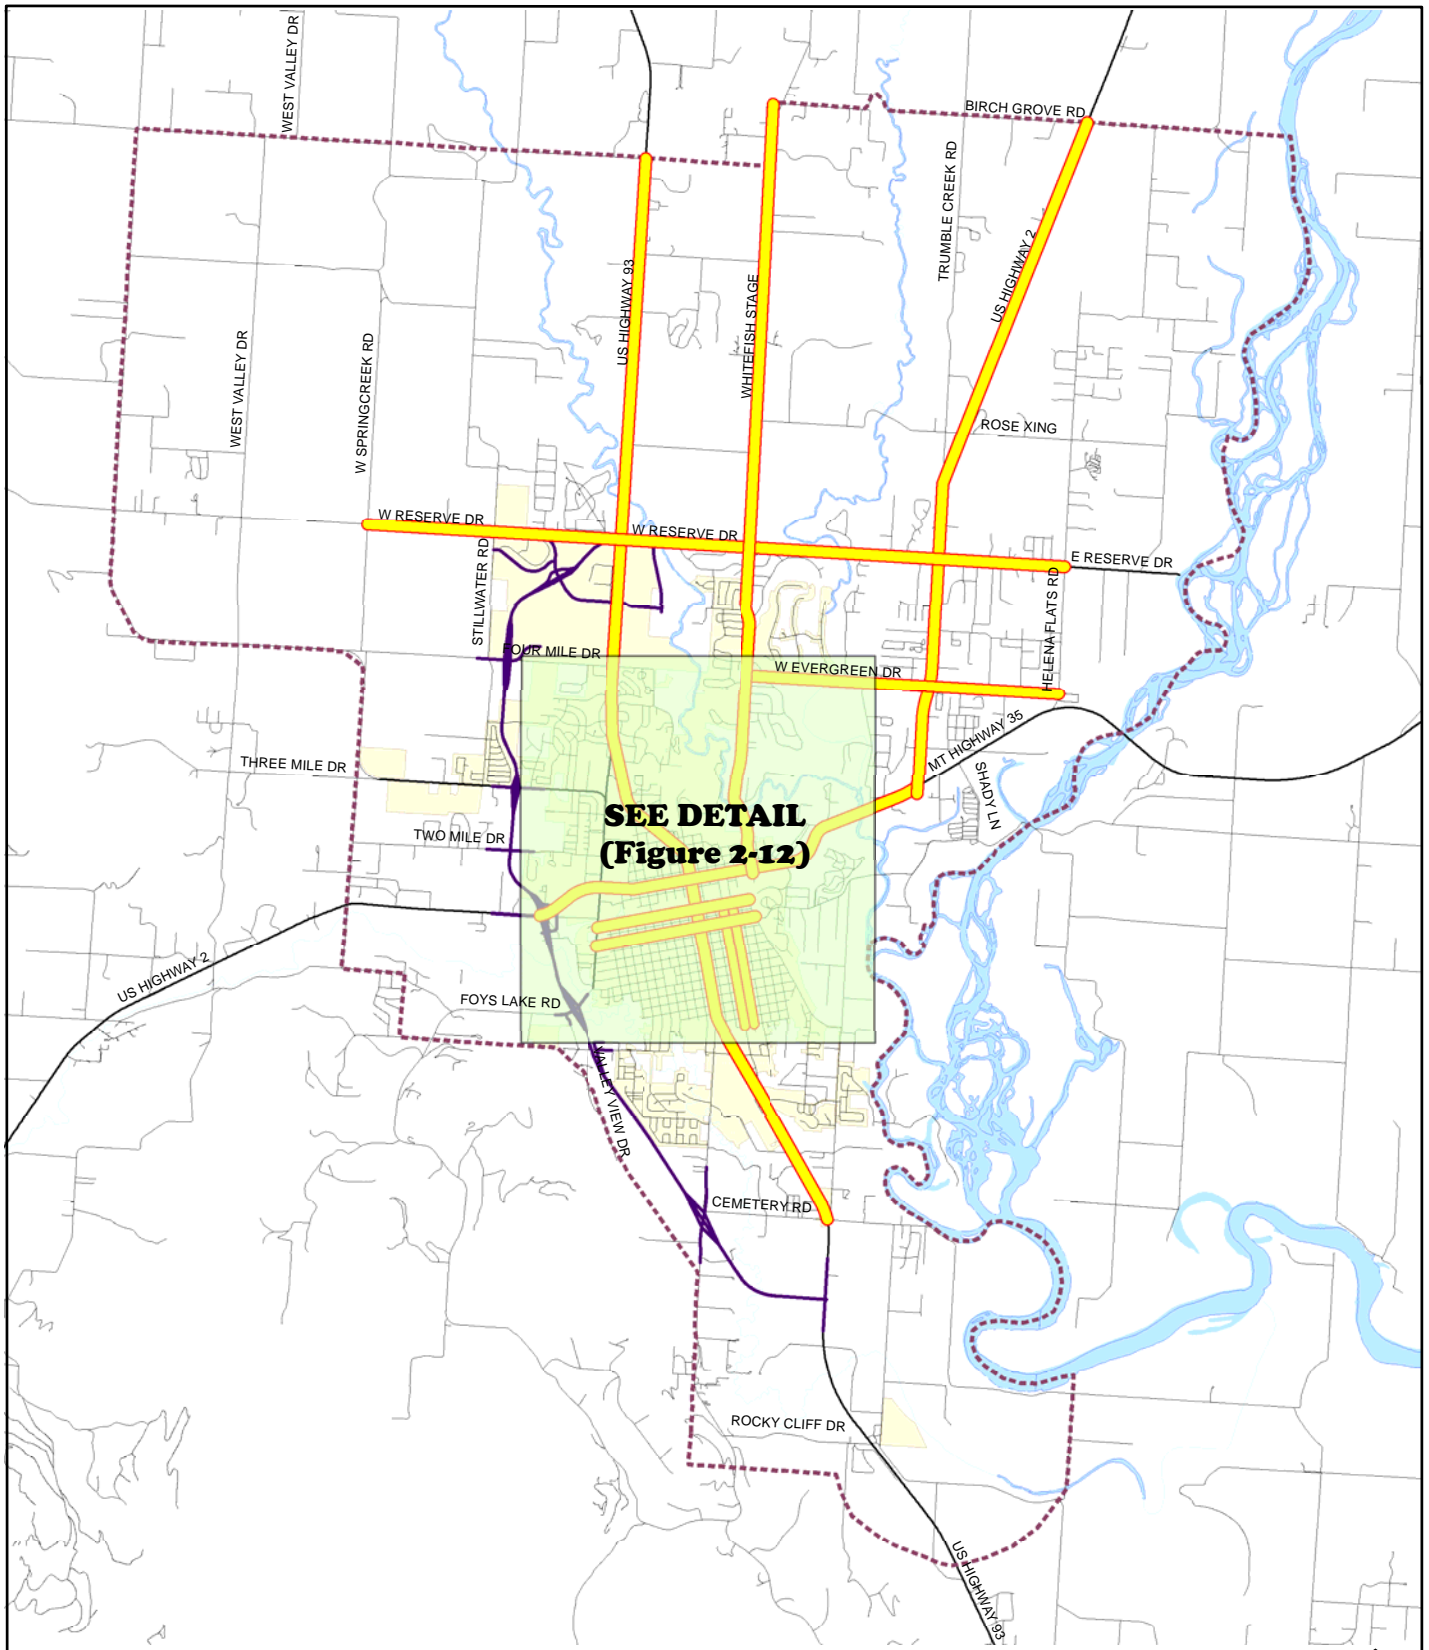 WEST VALLEY DR
BIRCH GROVE RD
TRUMBLE CREEK RD
US HIGHWAY 2
US HIGHWAY 93
WHITEFISH STAGE
WEST VALLEY DR
W SPRINGCREEK RD
ROSE XING
W RESERVE DR
W RESERVE DR
E RESERVE DR
STILLWATER RD
HELENA FLATS RD
FOUR MILE DR
W EVERGREEN DR
MT HIGHWAY 35
THREE MILE DR
SHADY LN
SEE DETAIL
(Figure 2-12)
TWO MILE DR
US HIGHWAY 2
FOYS LAKE RD
VALLEY VIEW DR
CEMETERY RD
ROCKY CLIFF DR
US HIGHWAY 93